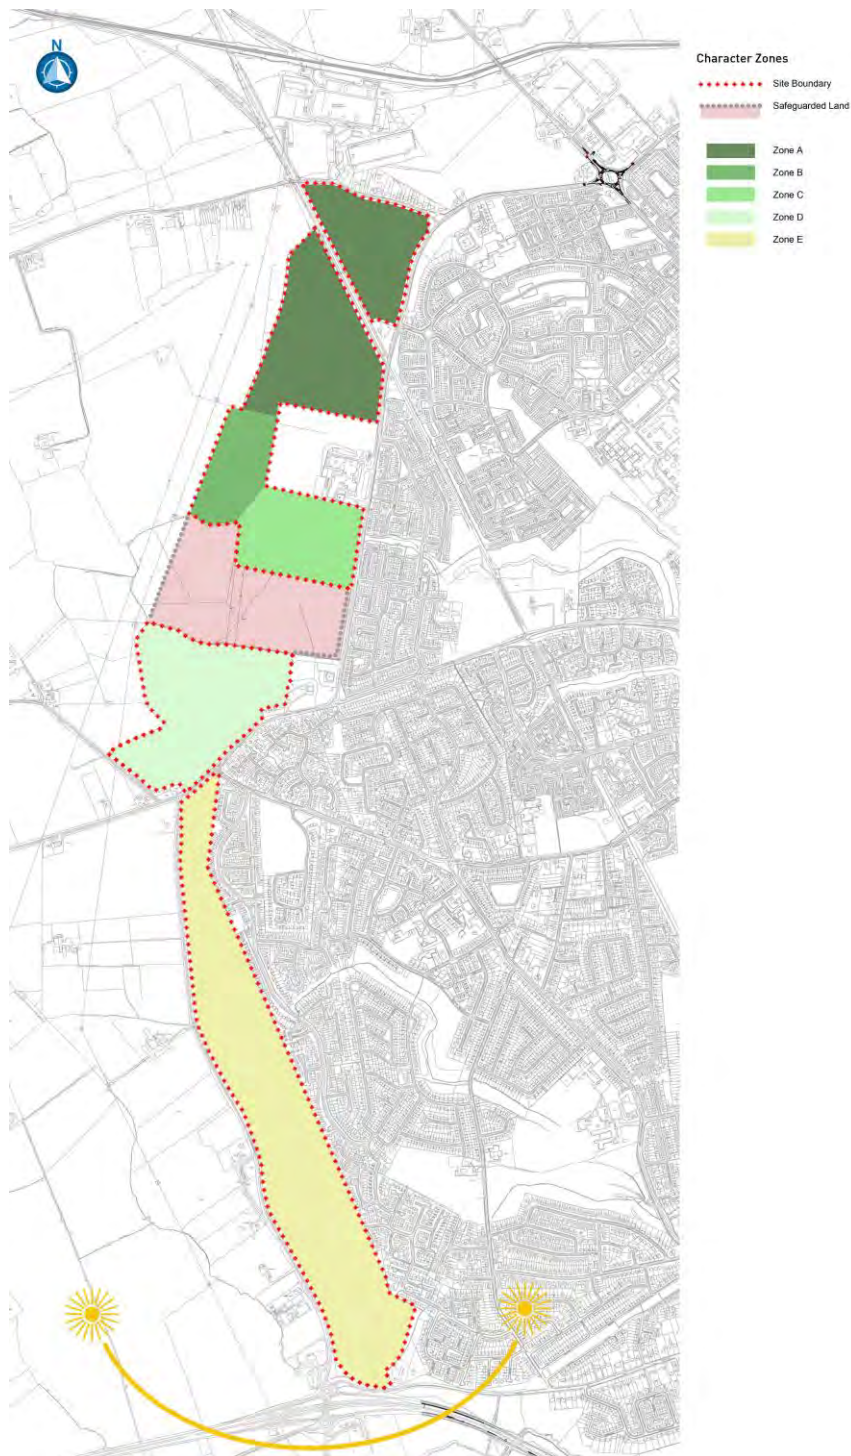 N
Character Zones
Site Boundary
Safeguarded Land
Zone A
Zone B
Zone C
Zone D
Zone E